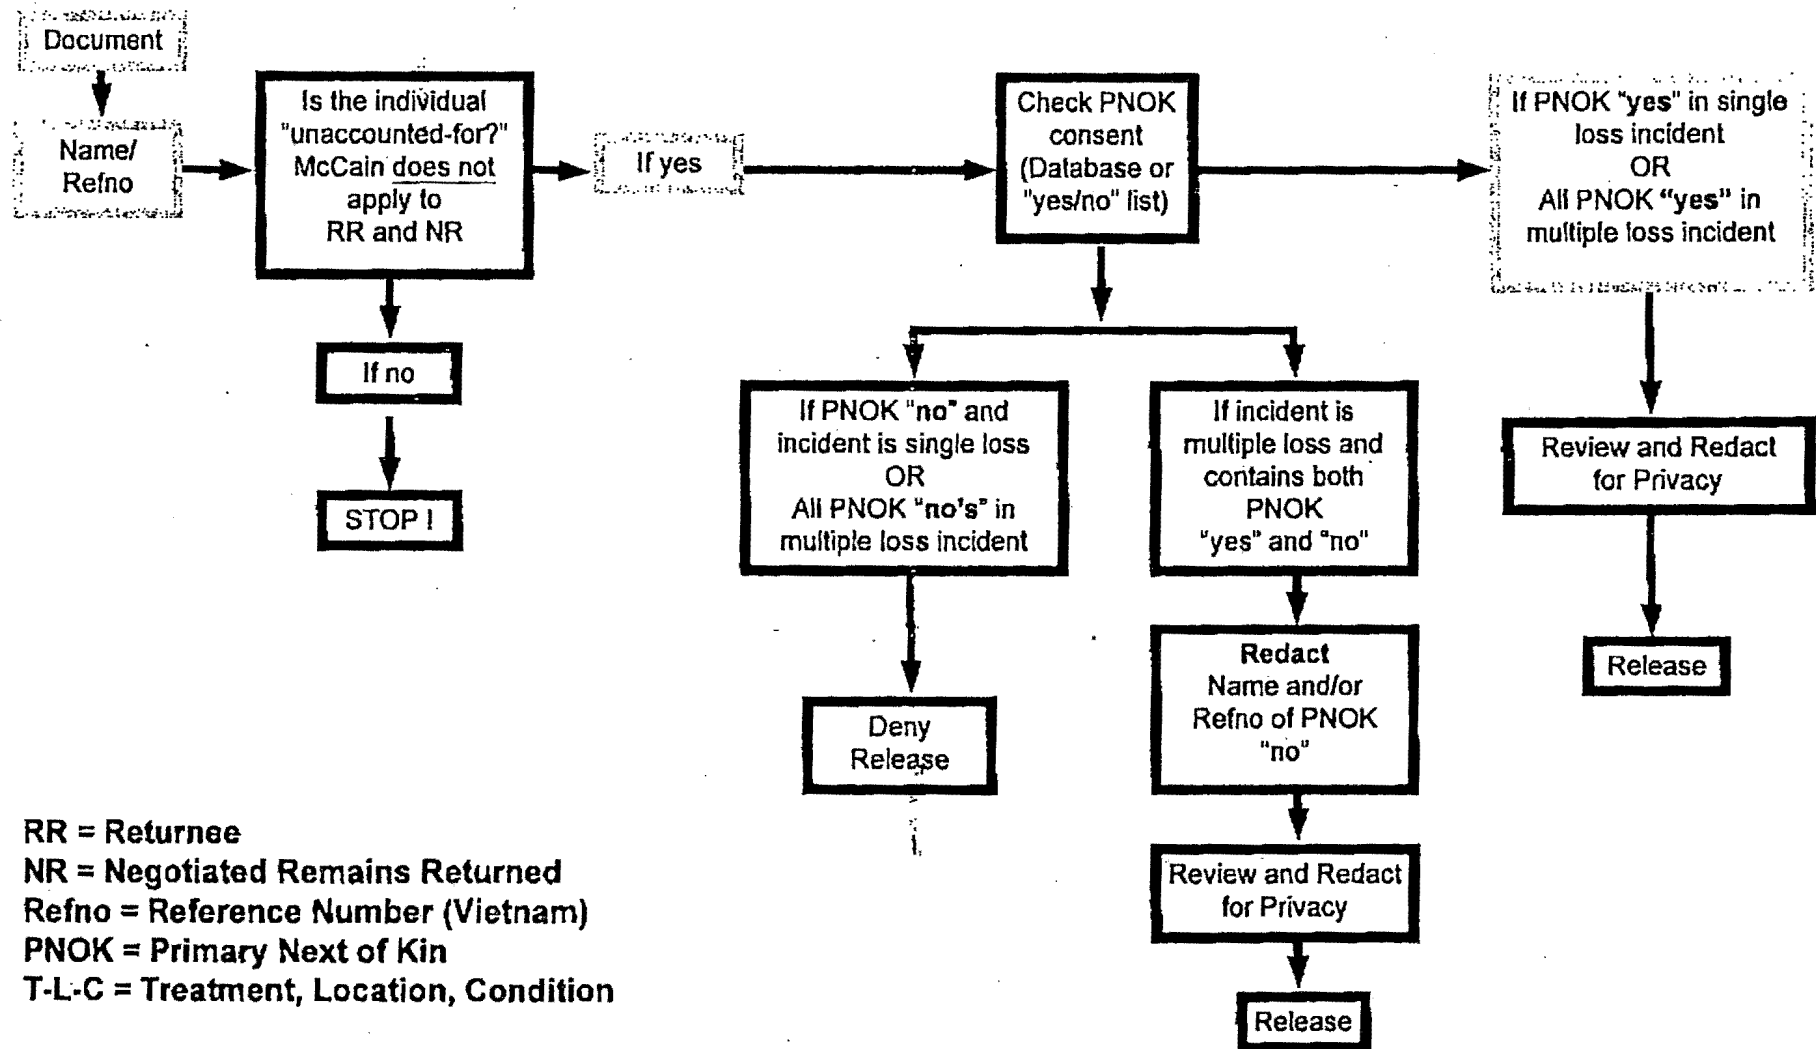 Document
Name/
Refno
Is the individual
"unaccounted-for?"
McCain does not
apply to
RR and NR
If yes
Check PNOK
consent
(Database or
"yes/no" list)
If PNOK "yes" in single
loss incident
OR
All PNOK "yes" in
multiple loss incident
If no
STOP !
If PNOK "no" and
incident is single loss
OR
All PNOK "no's" in
multiple loss incident
Deny
Release
If incident is
multiple loss and
contains both
PNOK
"yes" and "no"
Redact
Name and/or
Refno of PNOK
"no"
Review and Redact
for Privacy
Release
Review and Redact
for Privacy
Release
RR = Returnee
NR = Negotiated Remains Returned
Refno = Reference Number (Vietnam)
PNOK = Primary Next of Kin
T-L-C = Treatment, Location, Condition